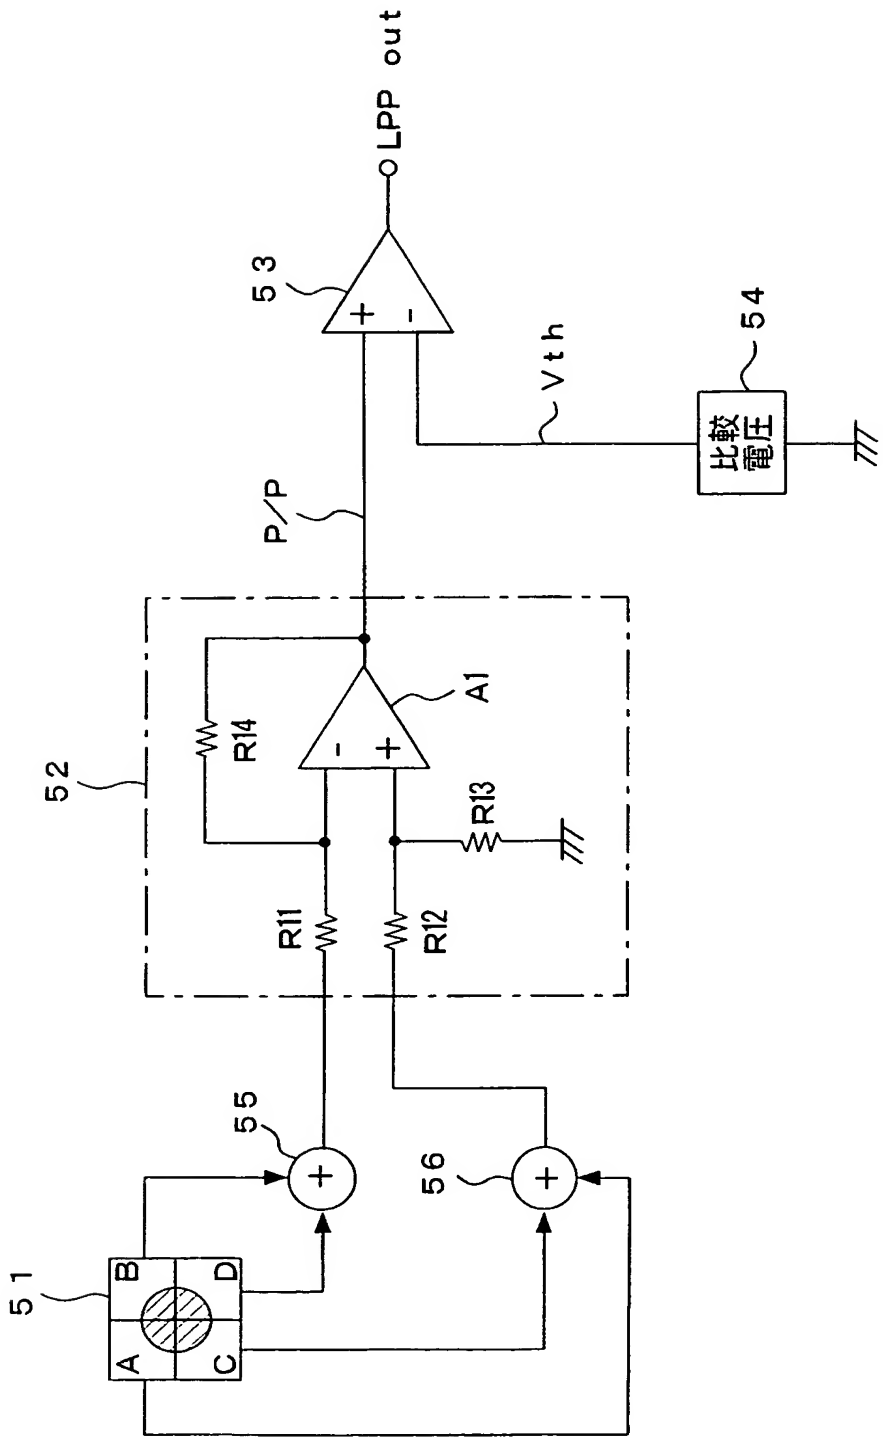 51
A
B
C
D
55
+
56
+
52
R11
R12
R13
R14
-
+
A1
P/P
53
+
-
LPP out
Vth
比較
電圧
54